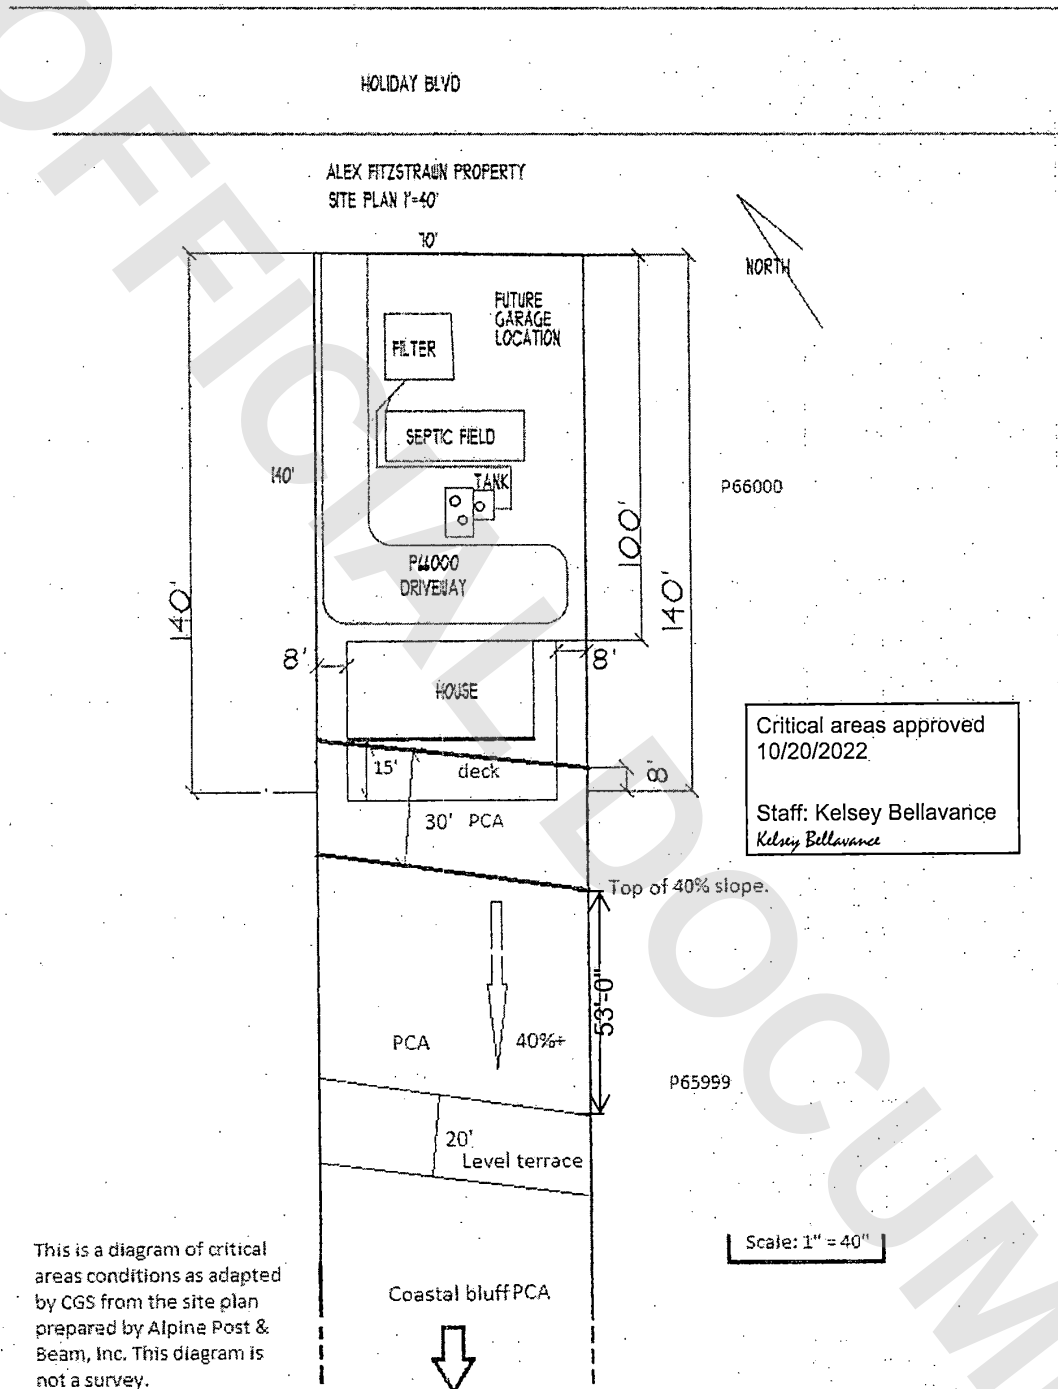 HOLIDAY BLVD
ALEX FITZSTRAWN PROPERTY
SITE PLAN 1"=40'
70'
NORTH
FUTURE
GARAGE
LOCATION
FILTER
SEPTIC FIELD
140'
TANK
P66000
100'
DRIVEWAY
140'
140'
8'
8'
HOUSE
Critical areas approved
10/20/2022
Staff: Kelsey Bellavance
Kelsey Bellavance
15'
deck
8'
30' PCA
Top of 40% slope.
53'-0"
PCA
40%+
P65999
20'
Level terrace
Scale: 1" = 40"
This is a diagram of critical
areas conditions as adapted
by CGS from the site plan
prepared by Alpine Post &
Beam, Inc. This diagram is
not a survey.
Coastal bluff PCA
OFFICIAL DOCUM